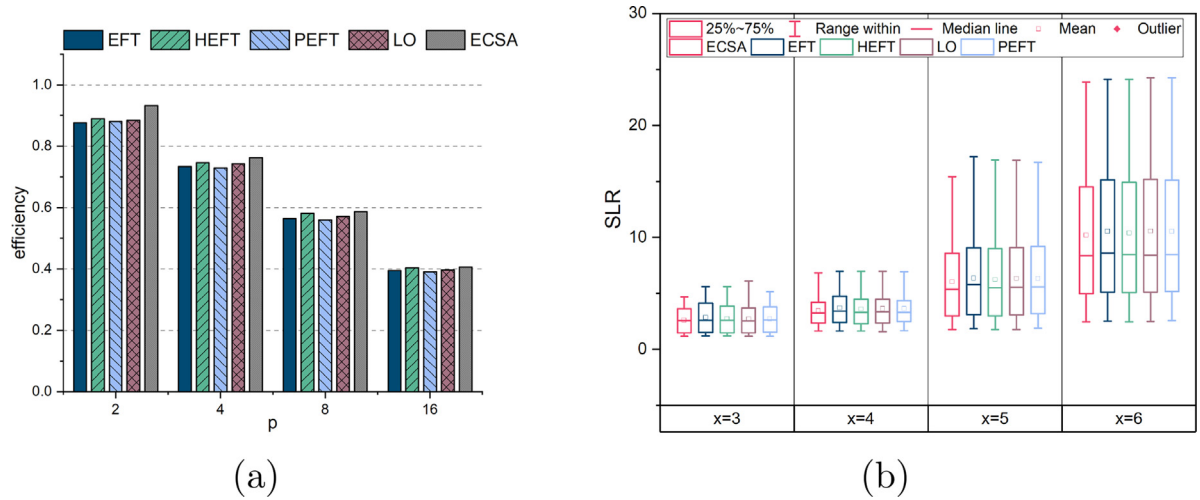 (a)
EFT HEFT PEFT LO ECSA
efficiency
1.0
0.8
0.6
0.4
0.2
0.0
2 4 8 16
p
(a)
(b)
SLR
30
20
10
0
25%~75% Range within Median line Mean Outlier
ECSA EFT HEFT LO PEFT
x=3 x=4 x=5 x=6
(b)